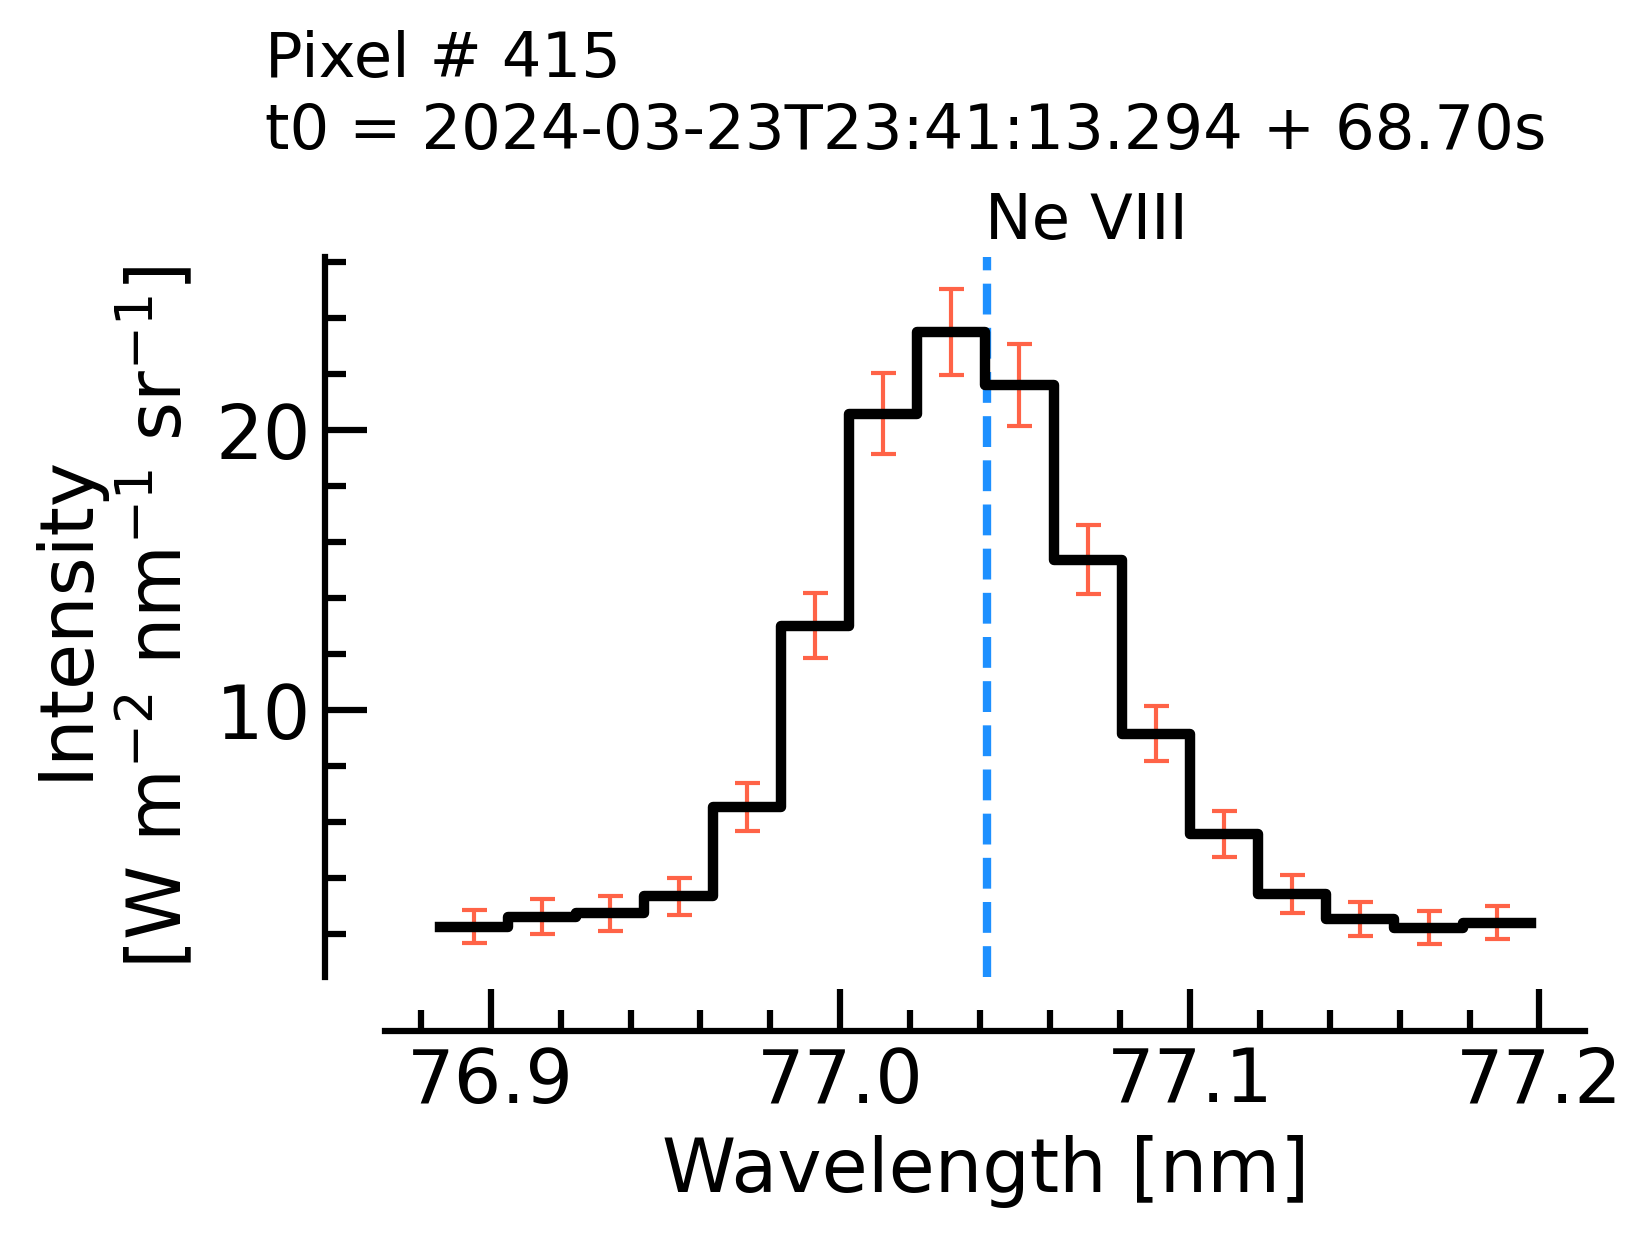 Pixel # 415
t0 = 2024-03-23T23:41:13.294 + 68.70s
Ne VIII
Intensity
[W m⁻² nm⁻¹ sr⁻¹]
20
10
76.9 77.0 77.1 77.2
Wavelength [nm]